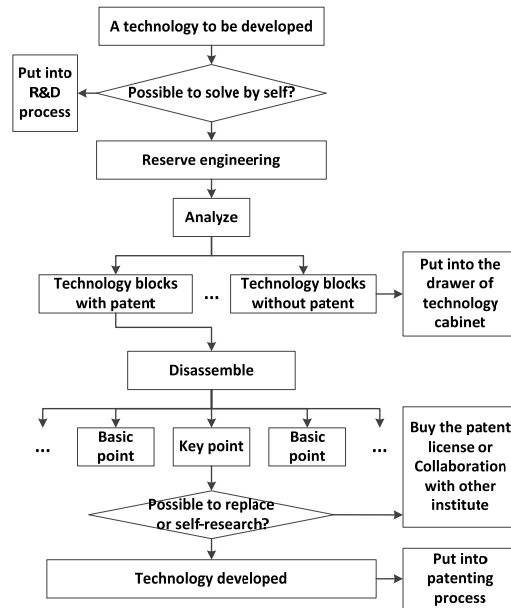 A technology to be developed
Put into
R&D
process
Possible to solve by self?
Reserve engineering
Analyze
Technology blocks
with patent
...
Technology blocks
without patent
Put into the
drawer of
technology
cabinet
Disassemble
...
Basic
point
Key point
Basic
point
...
Buy the patent
license or
Collaboration
with other
institute
Possible to replace
or self-research?
Technology developed
Put into
patenting
process